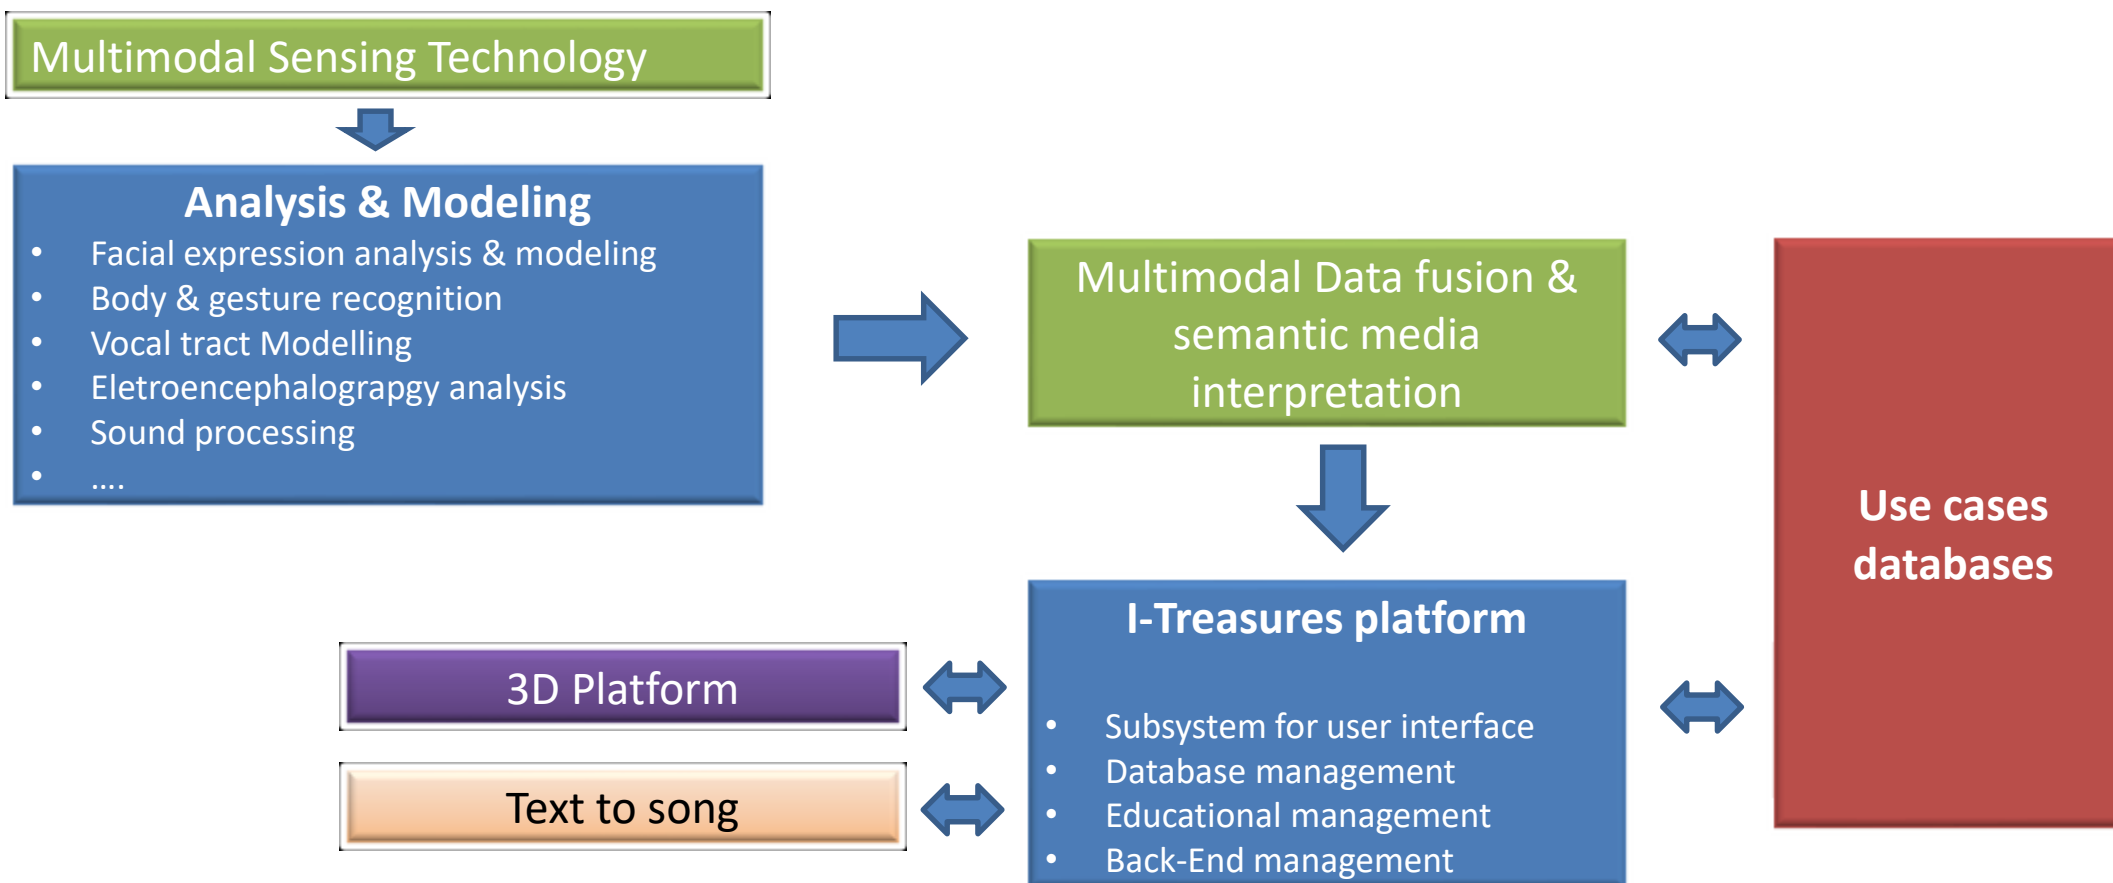 Multimodal Sensing Technology
Analysis & Modeling
• Facial expression analysis & modeling
• Body & gesture recognition
• Vocal tract Modelling
• Eletroencephalograpgy analysis
• Sound processing
• ....
Multimodal Data fusion &
semantic media
interpretation
Use cases
databases
I-Treasures platform
• Subsystem for user interface
• Database management
• Educational management
• Back-End management
3D Platform
Text to song